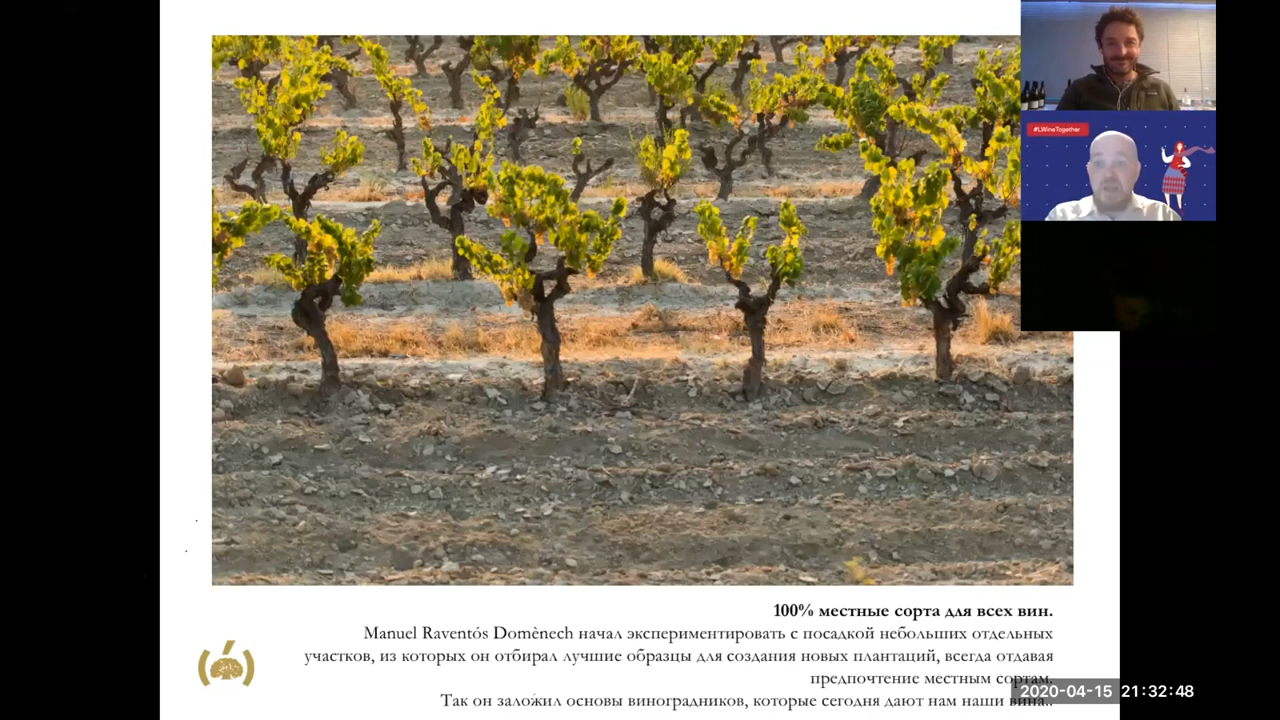 #LWineTogether
100% местные сорта для всех вин.
Manuel Raventós Domènech начал экспериментировать с посадкой небольших отдельных
участков, из которых он отбирал лучшие образцы для создания новых плантаций, всегда отдавая
предпочтение местным сортам.
2020-04-15 21:32:48
Так он заложил основы виноградников, которые сегодня дают нам наши вина..